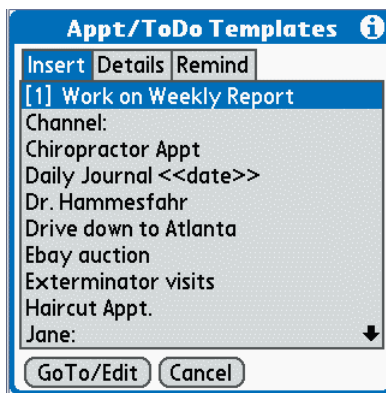 Appt/ToDo Templates i
Insert Details Remind
[1] Work on Weekly Report
Channel:
Chiropractor Appt
Daily Journal <<date>>
Dr. Hammesfahr
Drive down to Atlanta
Ebay auction
Exterminator visits
Haircut Appt.
Jane:
GoTo/Edit Cancel